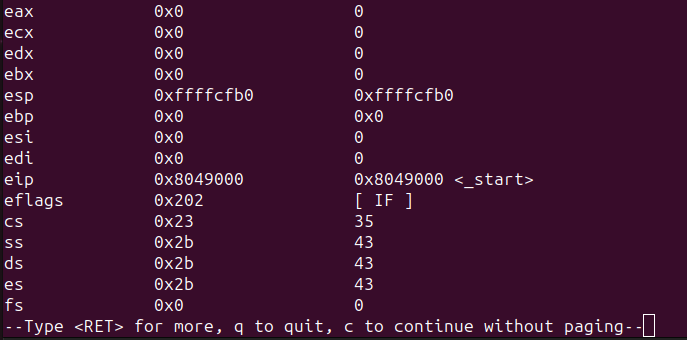 eax 0x0 0
ecx 0x0 0
edx 0x0 0
ebx 0x0 0
esp 0xffffcfb0 0xffffcfb0
ebp 0x0 0x0
esi 0x0 0
edi 0x0 0
eip 0x8049000 0x8049000 <_start>
eflags 0x202 [ IF ]
cs 0x23 35
ss 0x2b 43
ds 0x2b 43
es 0x2b 43
fs 0x0 0
--Type <RET> for more, q to quit, c to continue without paging--